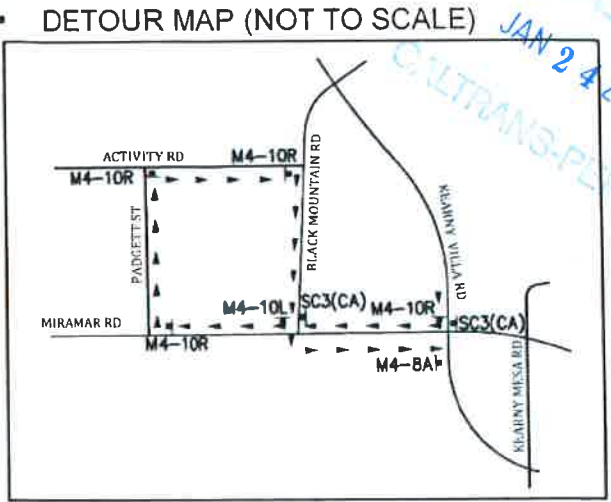 DETOUR MAP (NOT TO SCALE)
JAN 24
CALTRANS-PE
ACTIVITY RD
M4-10R
M4-10R
BLACK MOUNTAIN RD
PADGETT ST
KEARNY VILLA RD
M4-10L
SC3(CA)
M4-10R
SC3(CA)
MIRAMAR RD
M4-10R
M4-8A
KEARNY MESA RD